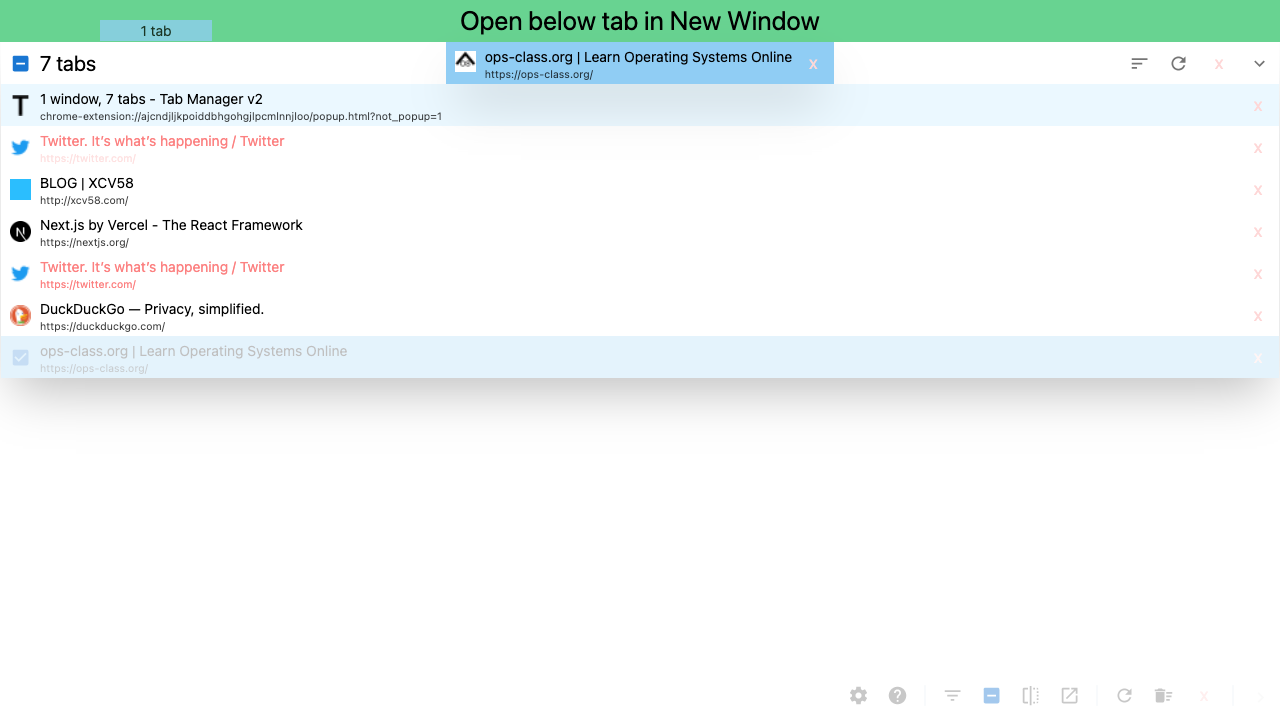 Open below tab in New Window
1 tab
ops-class.org | Learn Operating Systems Online
https://ops-class.org/
x
7 tabs
x
1 window, 7 tabs - Tab Manager v2
chrome-extension://ajcndjljkpoiddbhgohgjlpcmlnnjloo/popup.html?not_popup=1
x
Twitter. It's what's happening / Twitter
https://twitter.com/
x
BLOG | XCV58
http://xcv58.com/
x
Next.js by Vercel - The React Framework
https://nextjs.org/
x
Twitter. It's what's happening / Twitter
https://twitter.com/
x
DuckDuckGo — Privacy, simplified.
https://duckduckgo.com/
x
ops-class.org | Learn Operating Systems Online
https://ops-class.org/
x
x